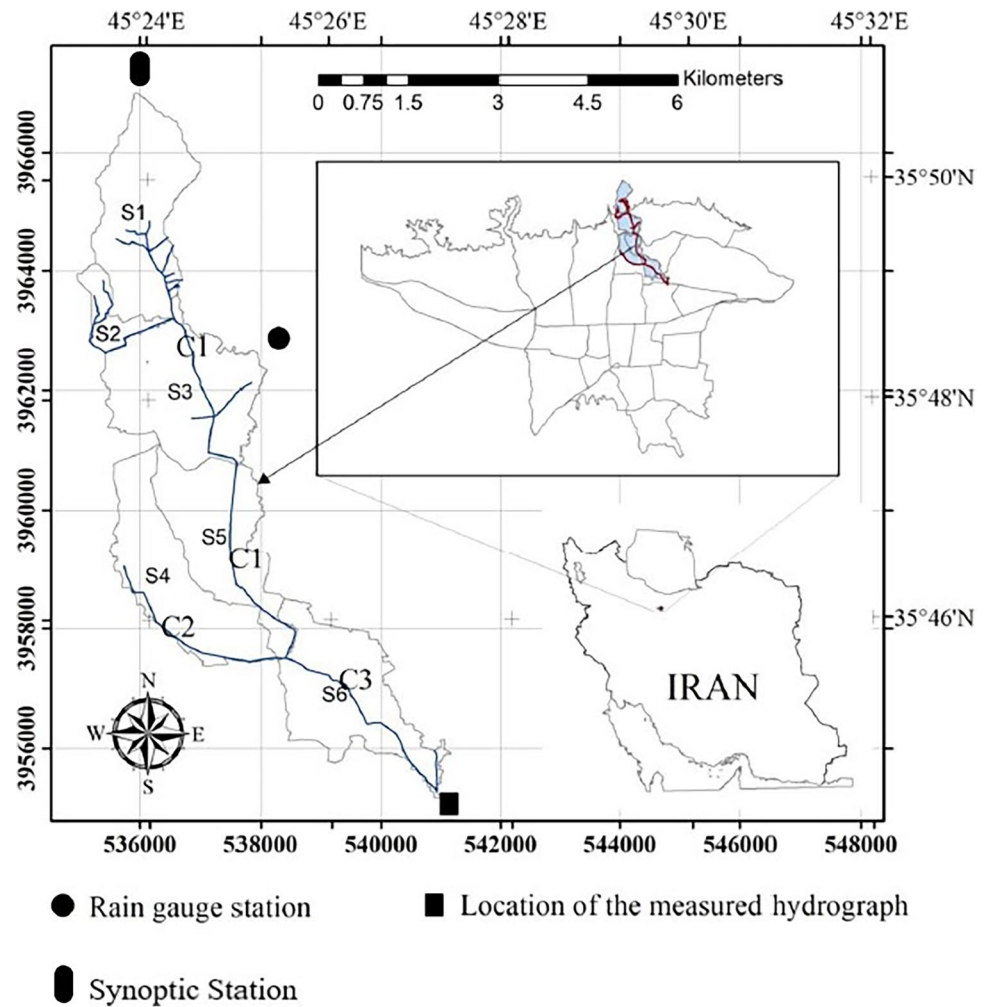 45°24'E 45°26'E 45°28'E 45°30'E 45°32'E
Kilometers
0 0.75 1.5 3 4.5 6
3966000
3964000
3962000
3960000
3958000
3956000
35°50'N
35°48'N
35°46'N
S1
S2
C1
S3
S5
C1
S4
C2
C3
S6
N
W E
S
IRAN
536000 538000 540000 542000 544000 546000 548000
Rain gauge station
Location of the measured hydrograph
Synoptic Station